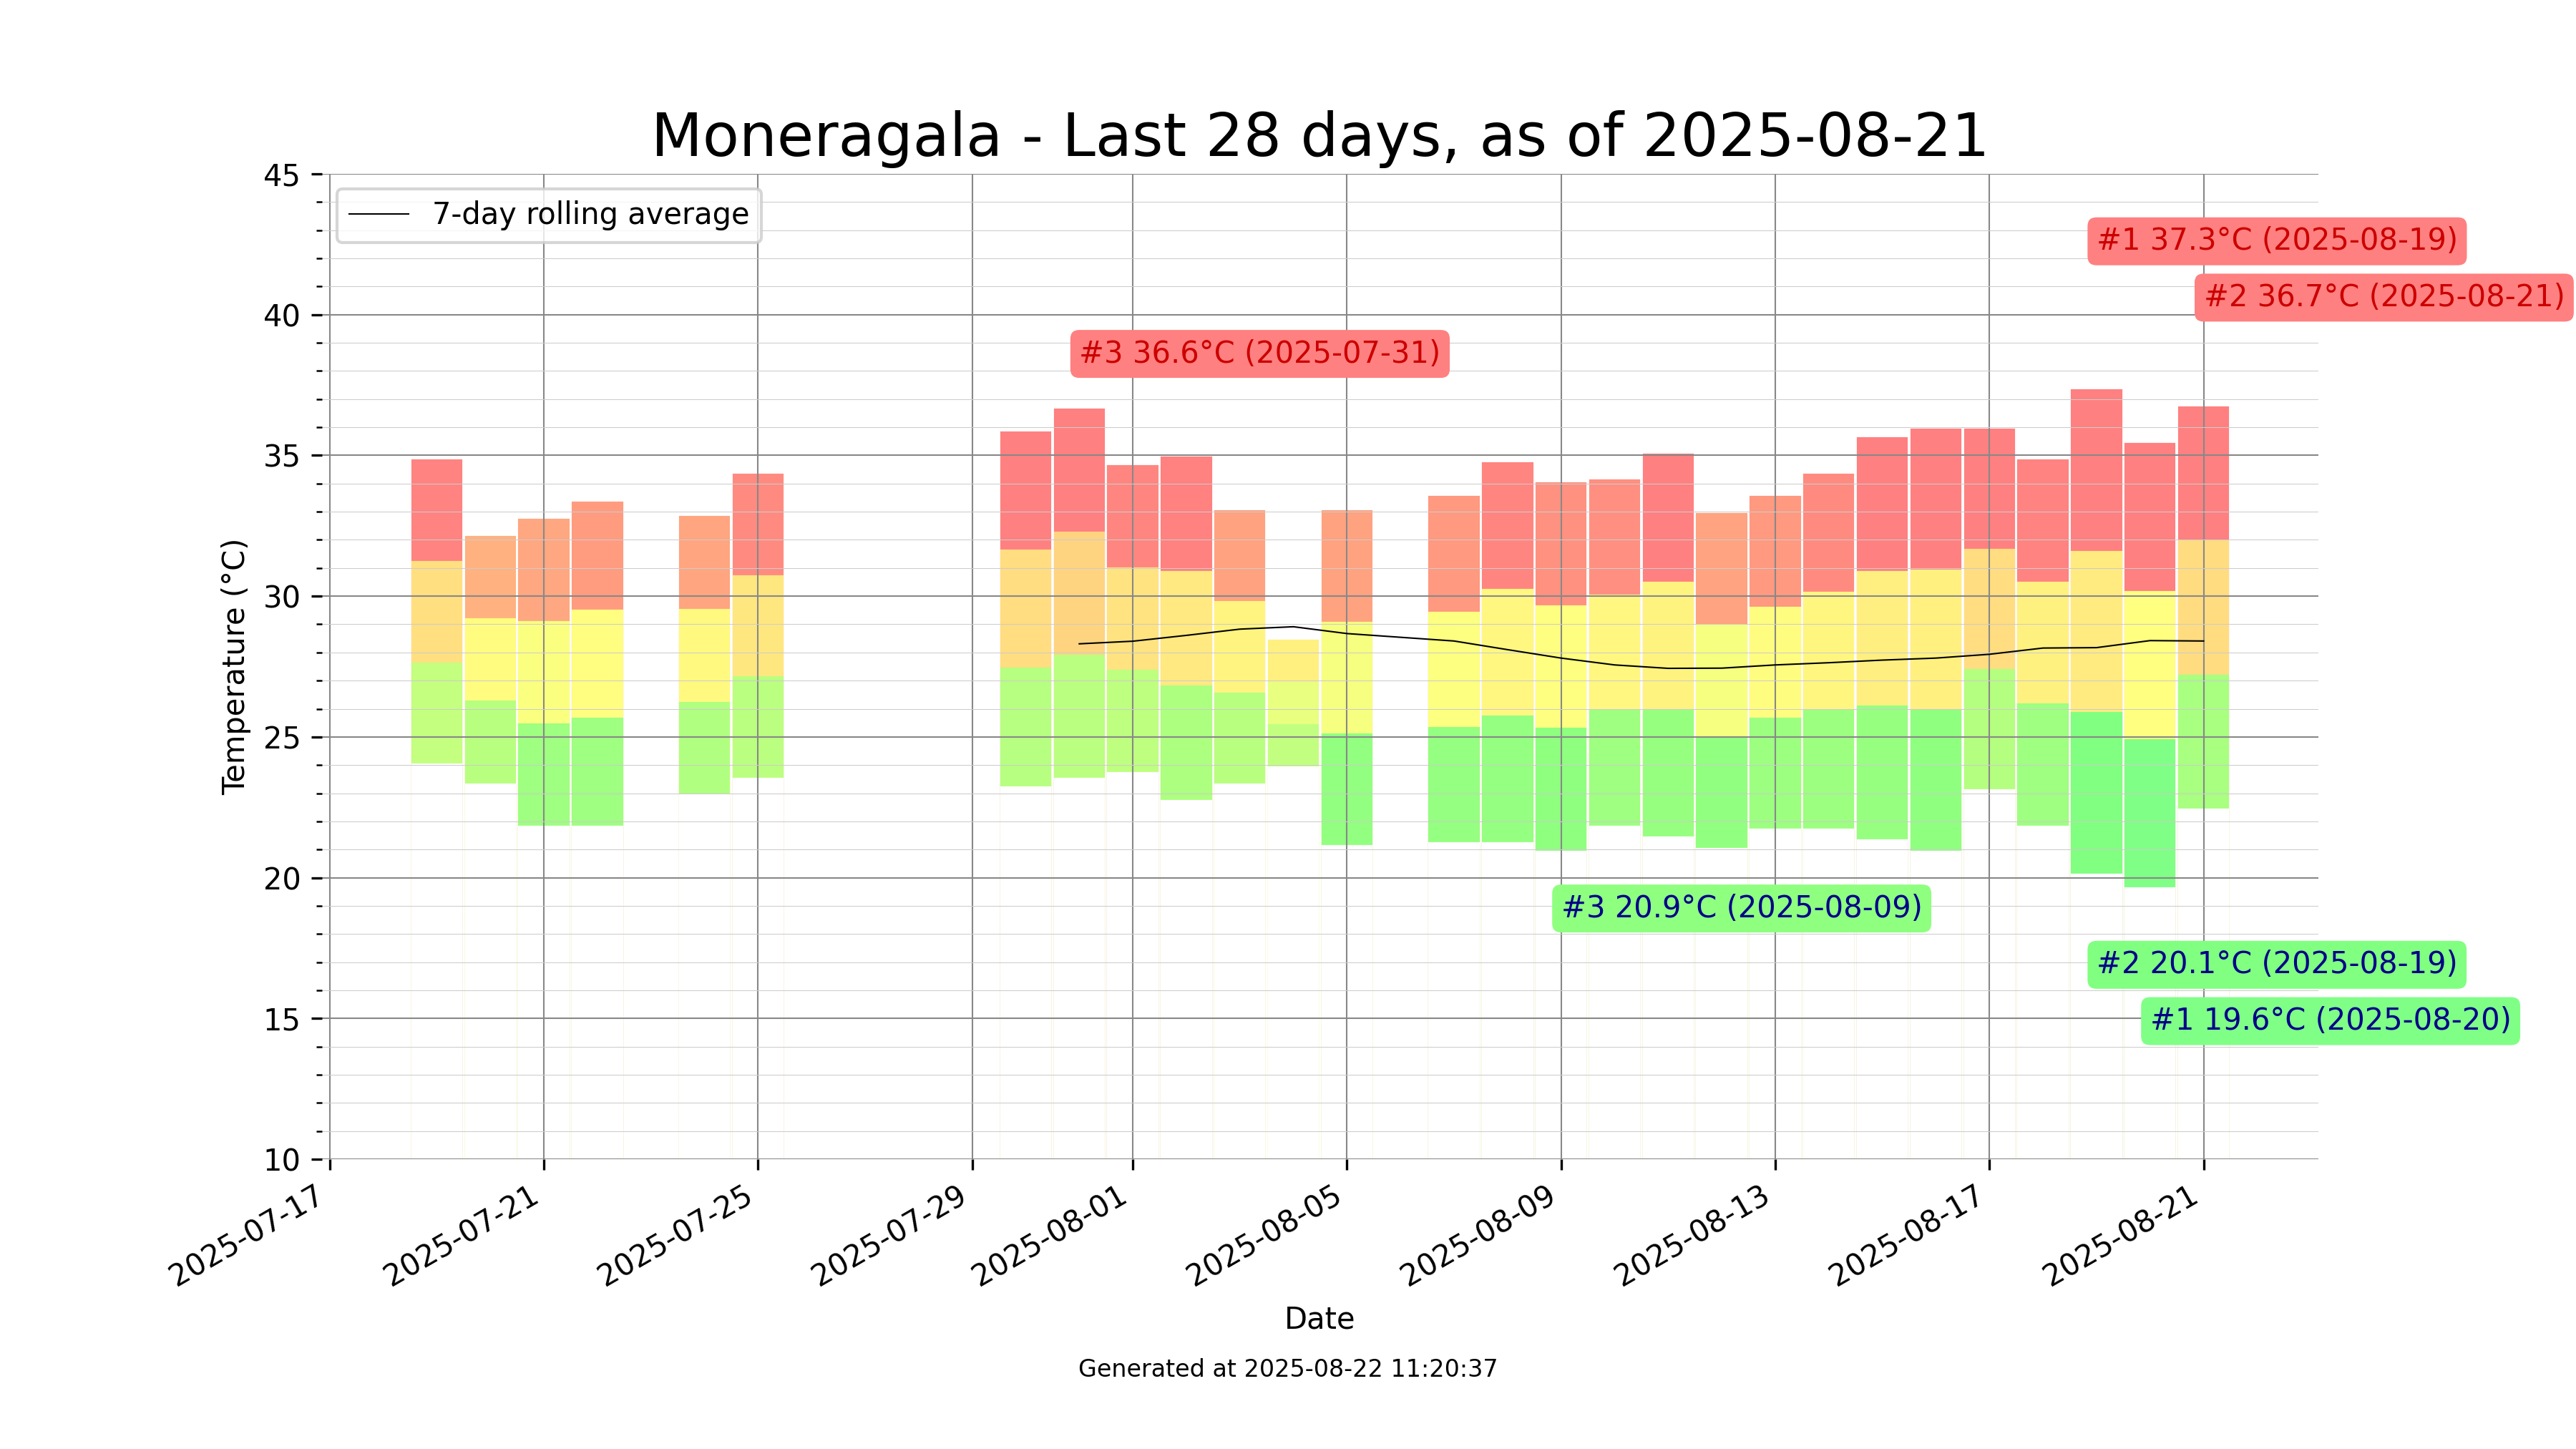 Moneragala - Last 28 days, as of 2025-08-21
7-day rolling average
#1 37.3°C (2025-08-19)
#2 36.7°C (2025-08-21)
#3 36.6°C (2025-07-31)
#3 20.9°C (2025-08-09)
#2 20.1°C (2025-08-19)
#1 19.6°C (2025-08-20)
Temperature (°C)
45
40
35
30
25
20
15
10
2025-07-17
2025-07-21
2025-07-25
2025-07-29
2025-08-01
2025-08-05
2025-08-09
2025-08-13
2025-08-17
2025-08-21
Date
Generated at 2025-08-22 11:20:37